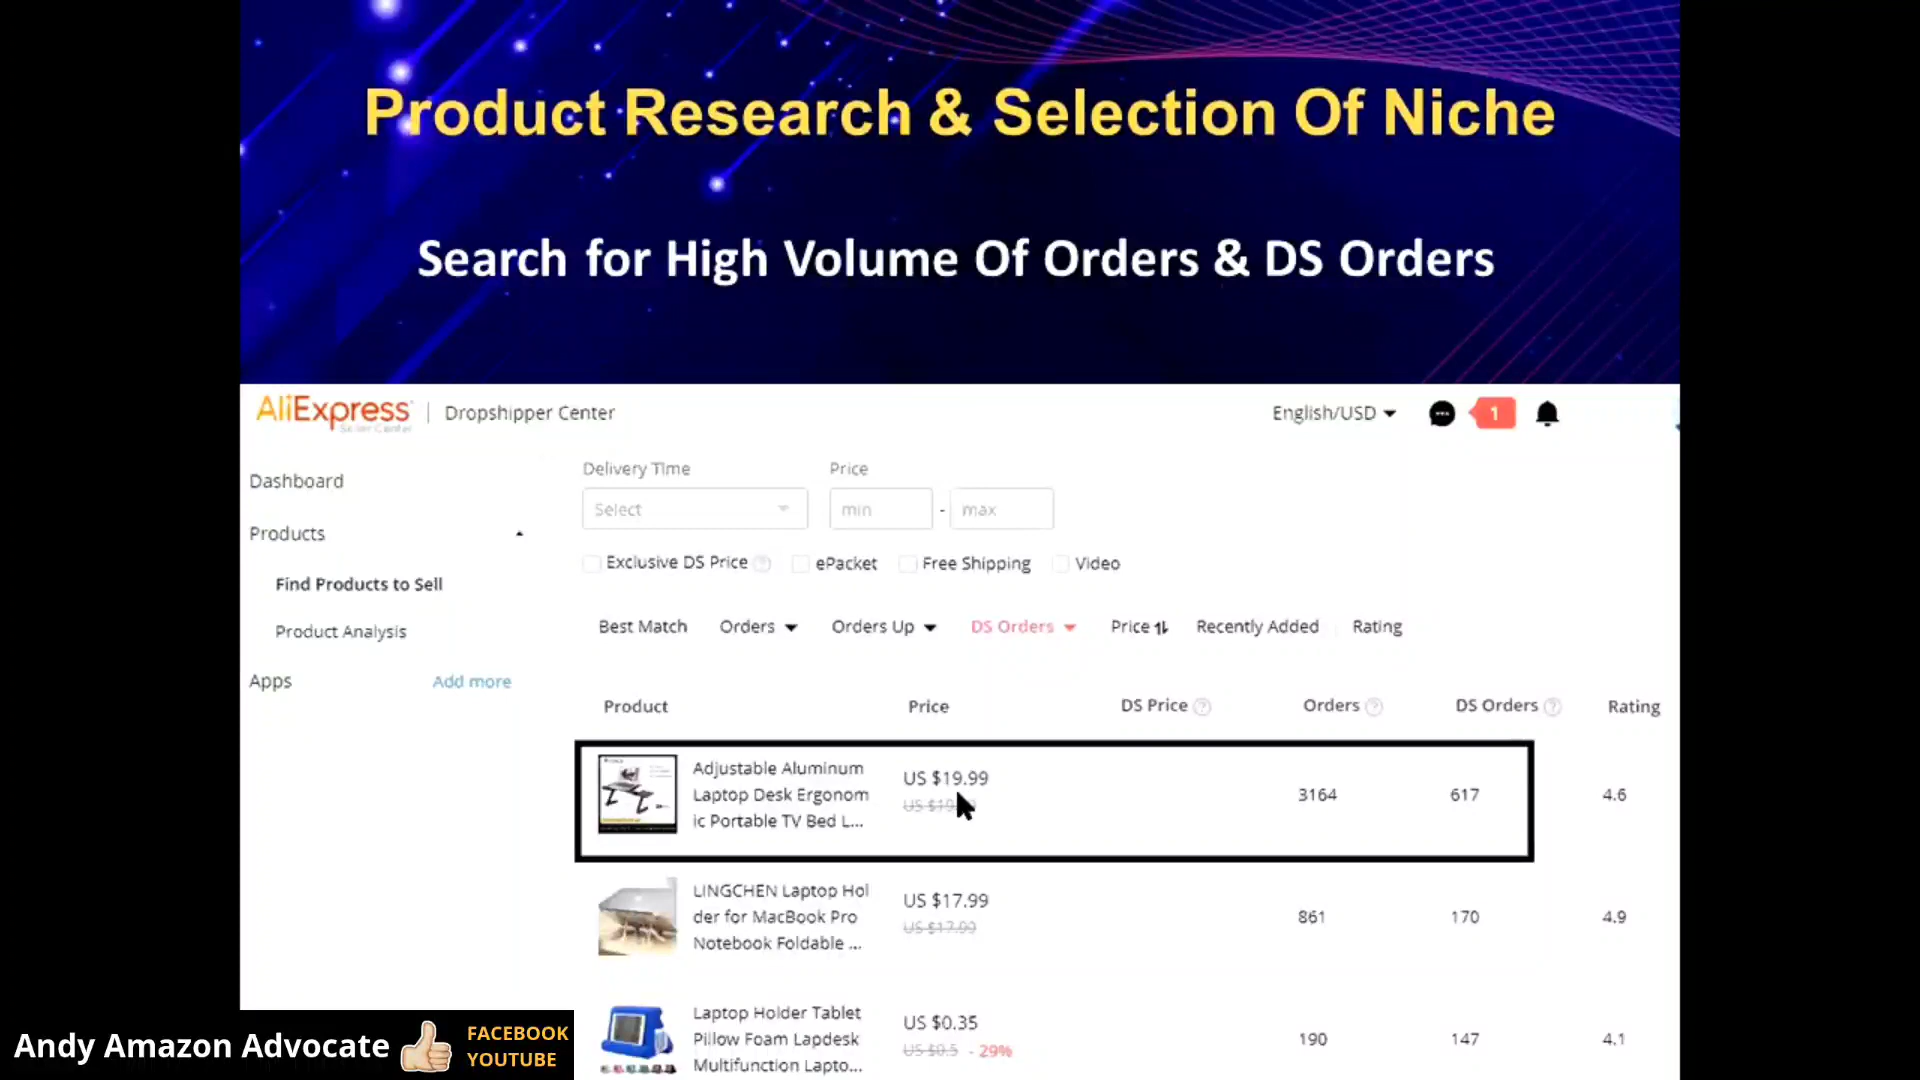 Product Research & Selection Of Niche
Search for High Volume Of Orders & DS Orders
AliExpress
Seller Center
Dropshipper Center
English/USD
1
Dashboard
Products
Find Products to Sell
Product Analysis
Apps
Add more
Delivery Time
Price
Select
min
-
max
Exclusive DS Price
ePacket
Free Shipping
Video
Best Match
Orders
Orders Up
DS Orders
Price
Recently Added
Rating
Product
Price
DS Price
Orders
DS Orders
Rating
Adjustable Aluminum
Laptop Desk Ergonom
ic Portable TV Bed L...
US $19.99
3164
617
4.6
LINGCHEN Laptop Hol
der for MacBook Pro
Notebook Foldable ...
US $17.99
US $17.99
861
170
4.9
Laptop Holder Tablet
Pillow Foam Lapdesk
Multifunction Lapto...
US $0.35
US $0.5 - 29%
190
147
4.1
Andy Amazon Advocate
FACEBOOK
YOUTUBE